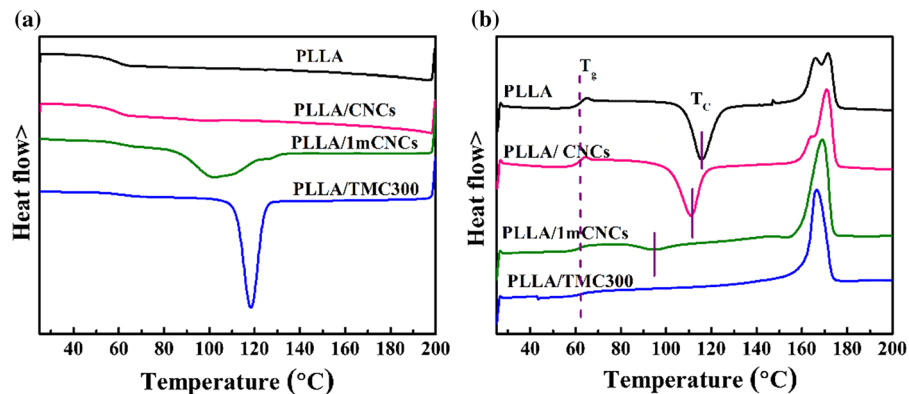 (a)
PLLA
PLLA/CNCs
PLLA/1mCNCs
PLLA/TMC300
Heat flow>
40 60 80 100 120 140 160 180 200
Temperature (°C)
(b)
Tg
TC
PLLA
PLLA/ CNCs
PLLA/1mCNCs
PLLA/TMC300
Heat flow>
40 60 80 100 120 140 160 180 200
Temperature (°C)